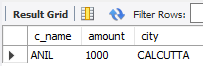 Result Grid Filter Rows:
c_name amount city
ANIL 1000 CALCUTTA